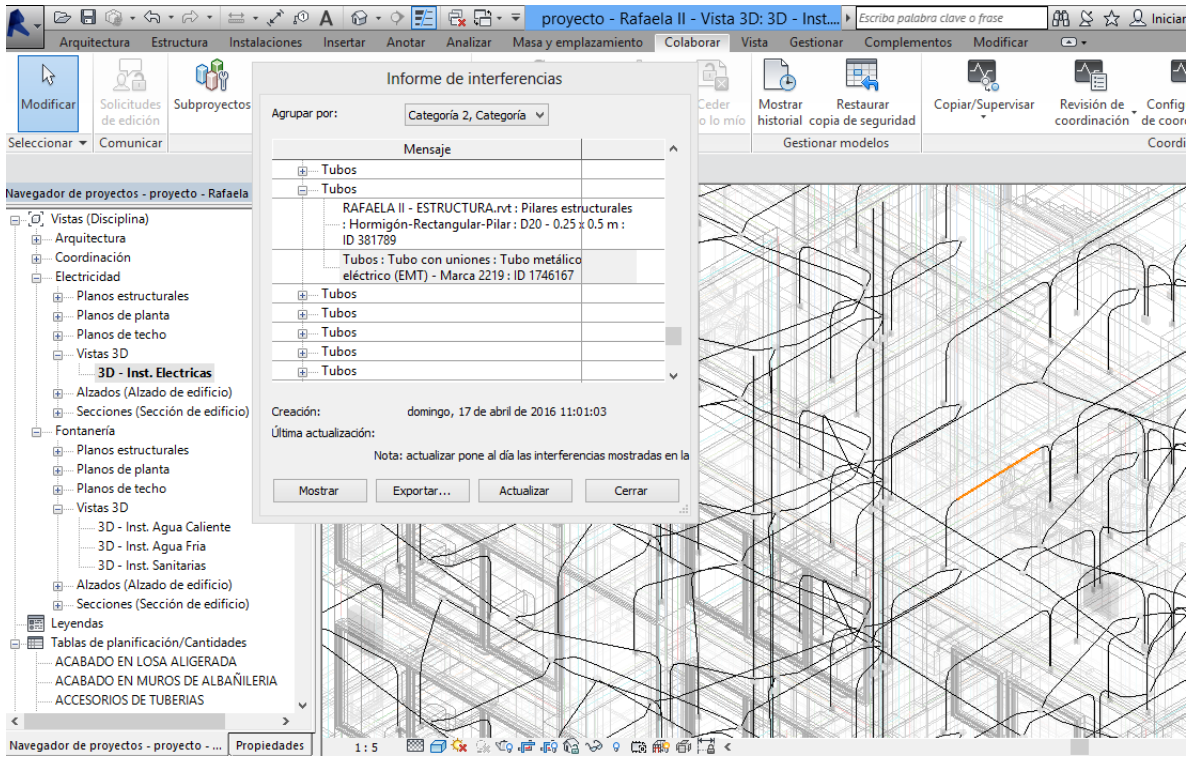 proyecto - Rafaela II - Vista 3D: 3D - Inst....
Escriba palabra clave o frase
Iniciar
Arquitectura Estructura Instalaciones Insertar Anotar Analizar Masa y emplazamiento Colaborar Vista Gestionar Complementos Modificar
Modificar
Solicitudes
de edición
Subproyectos
Ceder
o lo mío
Mostrar
historial
Restaurar
copia de seguridad
Copiar/Supervisar
Revisión de
coordinación
Config
de coor
Seleccionar
Comunicar
Gestionar modelos
Coordi
Informe de interferencias
Agrupar por:
Categoría 2, Categoría
Mensaje
Tubos
Tubos
RAFAELA II - ESTRUCTURA.rvt : Pilares estructurales
: Hormigón-Rectangular-Pilar : D20 - 0.25 x 0.5 m :
ID 381789
Tubos : Tubo con uniones : Tubo metálico
eléctrico (EMT) - Marca 2219 : ID 1746167
Tubos
Tubos
Tubos
Tubos
Tubos
Creación: domingo, 17 de abril de 2016 11:01:03
Última actualización:
Nota: actualizar pone al día las interferencias mostradas en la
Mostrar Exportar... Actualizar Cerrar
Navegador de proyectos - proyecto - Rafaela
Vistas (Disciplina)
Arquitectura
Coordinación
Electricidad
Planos estructurales
Planos de planta
Planos de techo
Vistas 3D
3D - Inst. Electricas
Alzados (Alzado de edificio)
Secciones (Sección de edificio)
Fontanería
Planos estructurales
Planos de planta
Planos de techo
Vistas 3D
3D - Inst. Agua Caliente
3D - Inst. Agua Fria
3D - Inst. Sanitarias
Alzados (Alzado de edificio)
Secciones (Sección de edificio)
Leyendas
Tablas de planificación/Cantidades
ACABADO EN LOSA ALIGERADA
ACABADO EN MUROS DE ALBAÑILERIA
ACCESORIOS DE TUBERIAS
Navegador de proyectos - proyecto - ... Propiedades
1 : 5